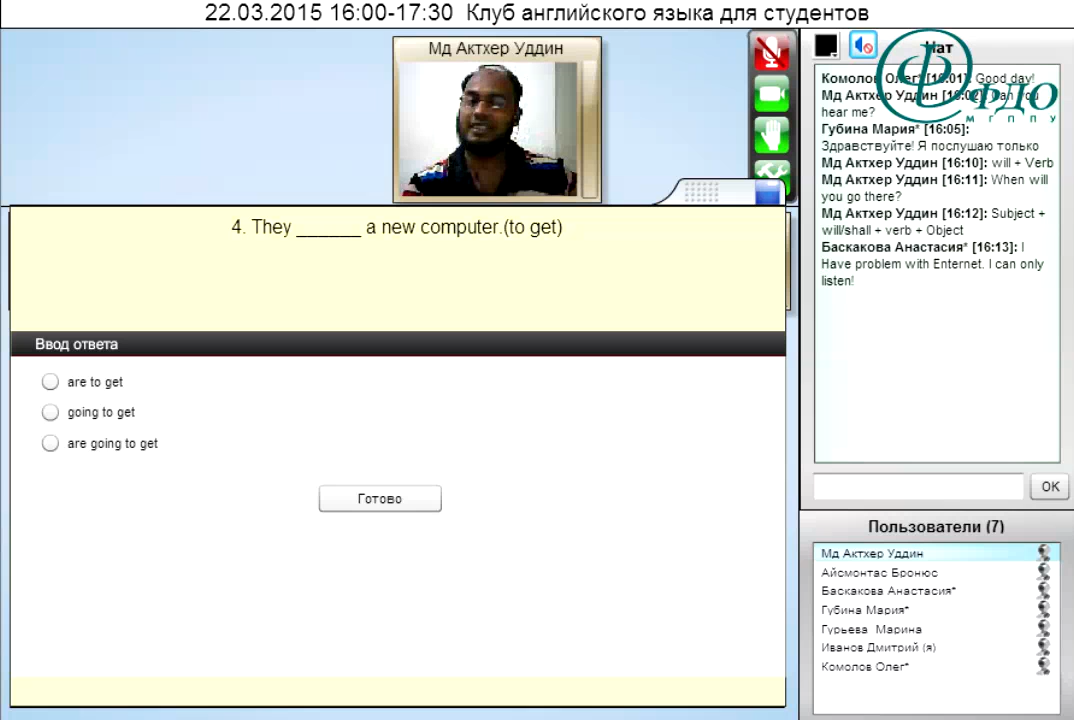 22.03.2015 16:00-17:30 Клуб английского языка для студентов
Мд Актхер Уддин
4. They ______ a new computer.(to get)
Ввод ответа
are to get
going to get
are going to get
Готово
Чат
ФДО
МГППУ
Комолов Олег* [16:01]: Good day!
Мд Актхер Уддин [16:02]: Can you
hear me?
Губина Мария* [16:05]:
Здравствуйте! Я послушаю только
Мд Актхер Уддин [16:10]: will + Verb
Мд Актхер Уддин [16:11]: When will
you go there?
Мд Актхер Уддин [16:12]: Subject +
will/shall + verb + Object
Баскакова Анастасия* [16:13]: I
Have problem with Enternet. I can only
listen!
OK
Пользователи (7)
Мд Актхер Уддин
Айсмонтас Бронюс
Баскакова Анастасия*
Губина Мария*
Гурьева Марина
Иванов Дмитрий (я)
Комолов Олег*